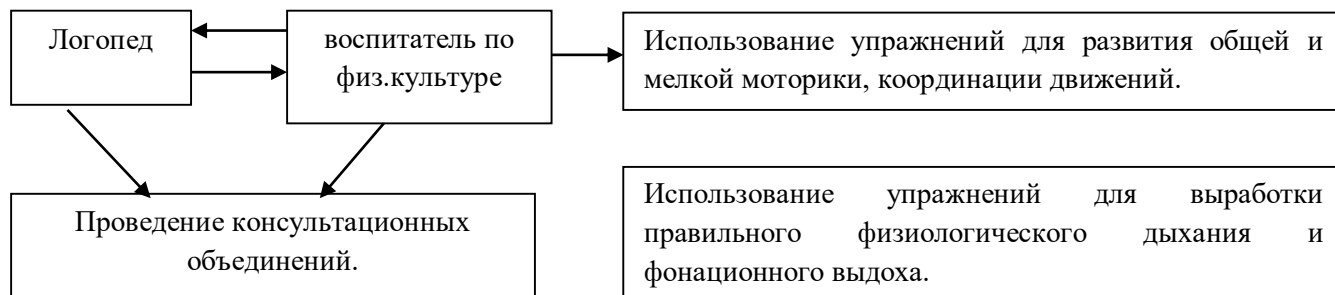 Логопед
воспитатель по
физ.культуре
Использование упражнений для развития общей и
мелкой моторики, координации движений.
Проведение консультационных
объединений.
Использование упражнений для выработки
правильного физиологического дыхания и
фонационного выдоха.